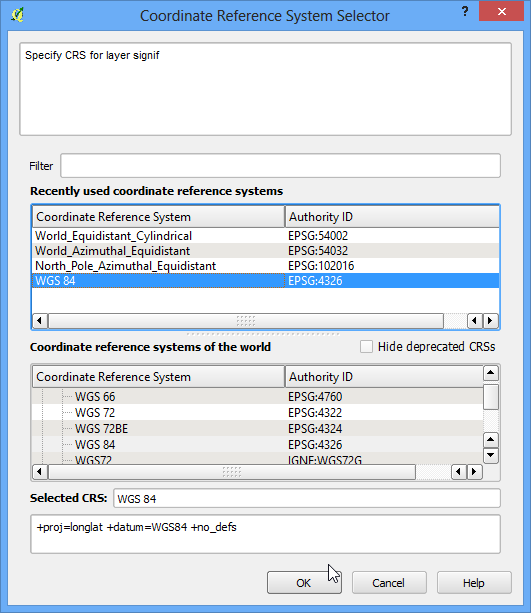 Coordinate Reference System Selector
?
Specify CRS for layer signif
Filter
Recently used coordinate reference systems
Coordinate Reference System Authority ID
World_Equidistant_Cylindrical EPSG:54002
World_Azimuthal_Equidistant EPSG:54032
North_Pole_Azimuthal_Equidistant EPSG:102016
WGS 84 EPSG:4326
Coordinate reference systems of the world Hide deprecated CRSs
Coordinate Reference System Authority ID
WGS 66 EPSG:4760
WGS 72 EPSG:4322
WGS 72BE EPSG:4324
WGS 84 EPSG:4326
WGS72 IGNF:WGS72G
Selected CRS: WGS 84
+proj=longlat +datum=WGS84 +no_defs
OK Cancel Help